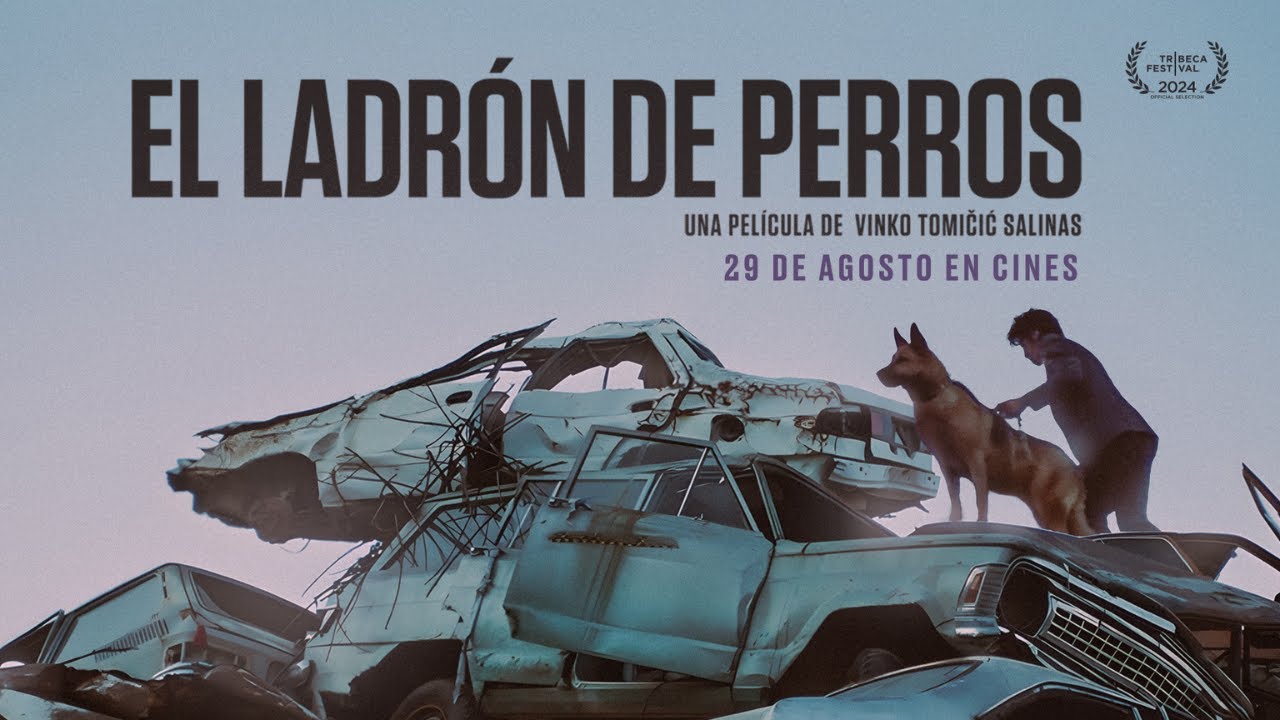 EL LADRÓN DE PERROS
UNA PELÍCULA DE VINKO TOMIČIĆ SALINAS
29 DE AGOSTO EN CINES
TRIBECA
FESTIVAL
2024
OFFICIAL SELECTION